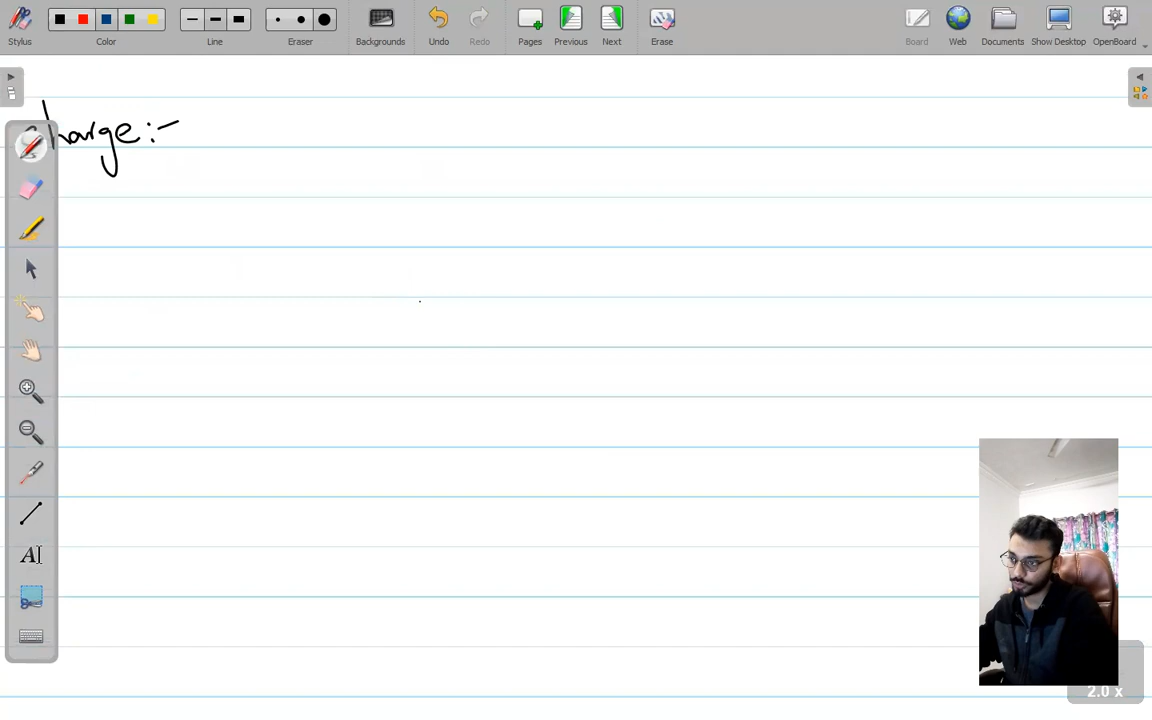 Stylus
Color
Line
Eraser
Backgrounds
Undo
Redo
Pages
Previous
Next
Erase
Board
Web
Documents
Show Desktop
OpenBoard
Charge:-
2.0 x